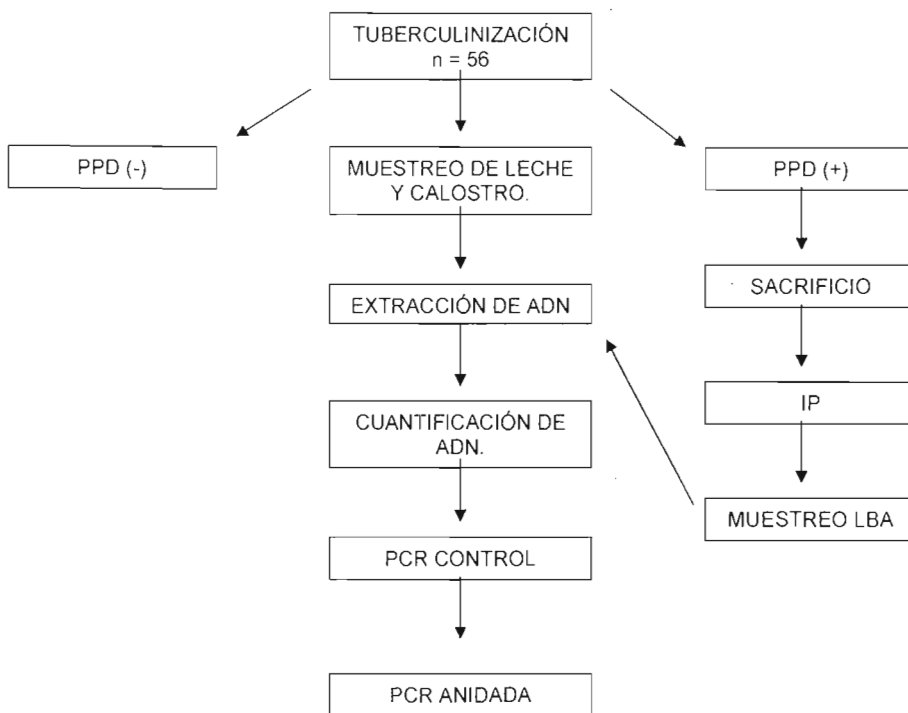 TUBERCULINIZACIÓN
n = 56
PPD (-)
MUESTREO DE LECHE
Y CALOSTRO.
PPD (+)
EXTRACCIÓN DE ADN
SACRIFICIO
CUANTIFICACIÓN DE
ADN.
IP
MUESTREO LBA
PCR CONTROL
PCR ANIDADA